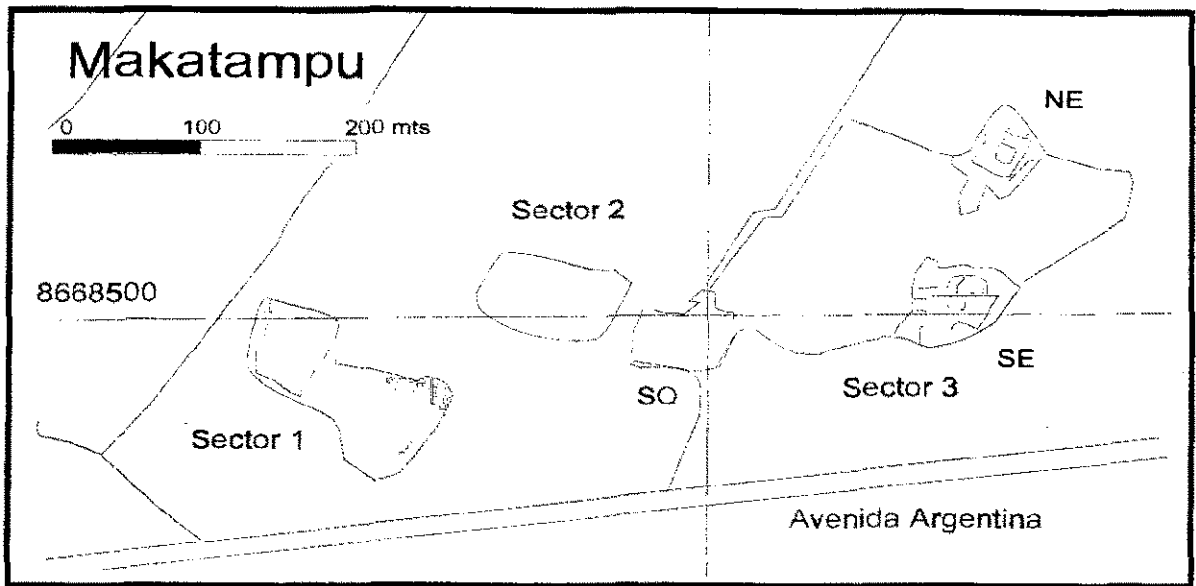 Makatampu
0 100 200 mts
NE
Sector 2
8668500
SE
SO
Sector 3
Sector 1
Avenida Argentina